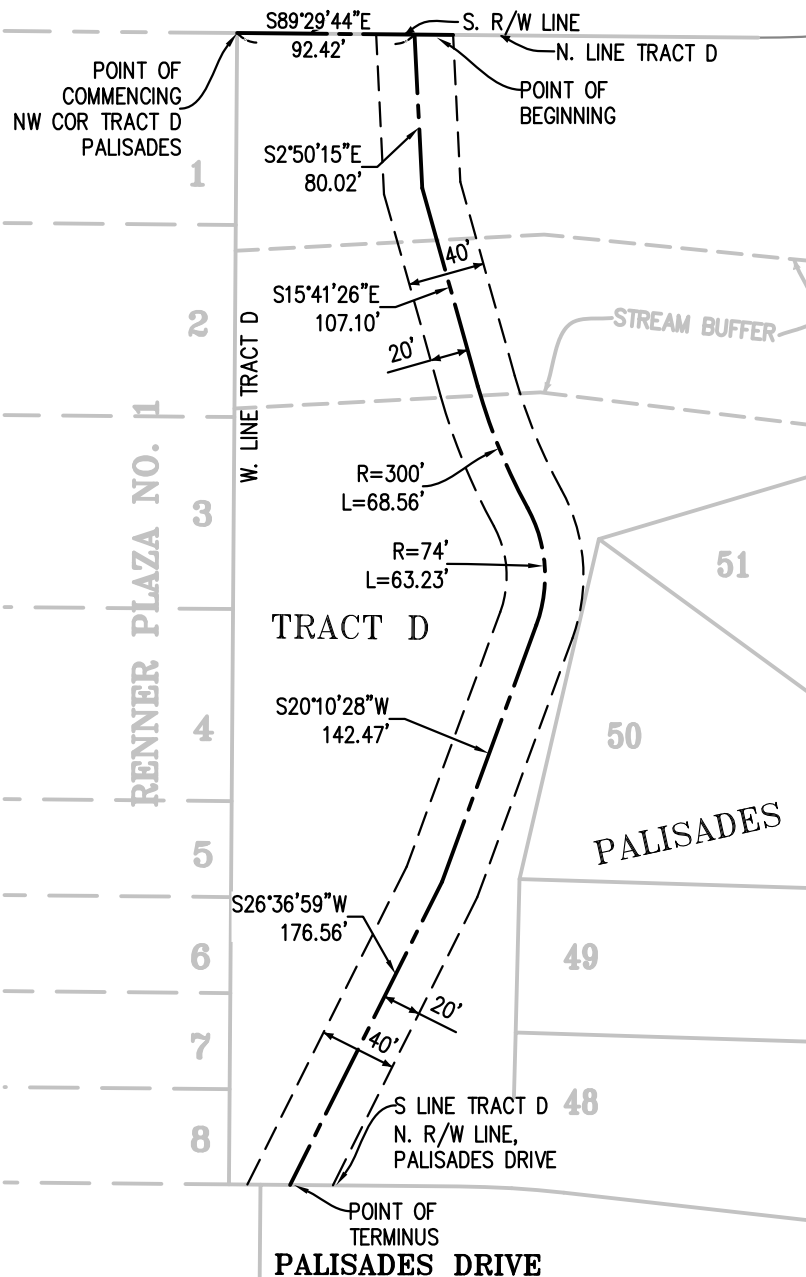 S89°29'44"E
92.42'
S. R/W LINE
N. LINE TRACT D
POINT OF
COMMENCING
NW COR TRACT D
PALISADES
POINT OF
BEGINNING
1
S2°50'15"E
80.02'
40'
S15°41'26"E
107.10'
2
W. LINE TRACT D
STREAM BUFFER
20'
RENNER PLAZA NO. 1
R=300'
L=68.56'
3
R=74'
L=63.23'
51
TRACT D
S20°10'28"W
142.47'
4
50
PALISADES
5
S26°36'59"W
176.56'
6
49
20'
7
40'
S LINE TRACT D
N. R/W LINE,
PALISADES DRIVE
48
8
POINT OF
TERMINUS
PALISADES DRIVE